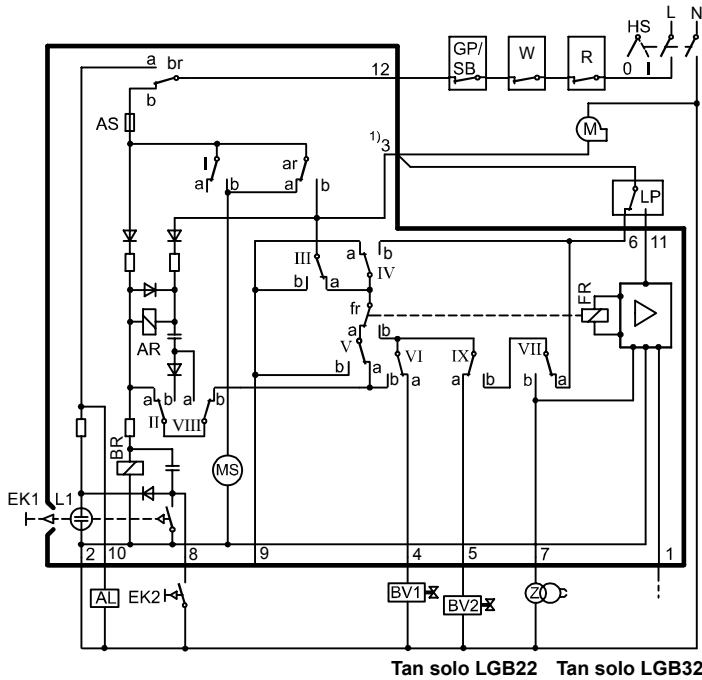 HS L N
0 I
a br
b
12
GP/
SB
W
R
AS
1) 3
M
I
a b
ar
a b
LP
6 11
III
b a
a b
IV
fr
a b
V
b a
FR
AR
VI
b a
IX
a b
VII
b a
a b
II
a b
VIII
BR
MS
EK1 L1
2 10 8 9 4 5 7 1
AL
EK2
BV1
BV2
Z
Tan solo LGB22 Tan solo LGB32